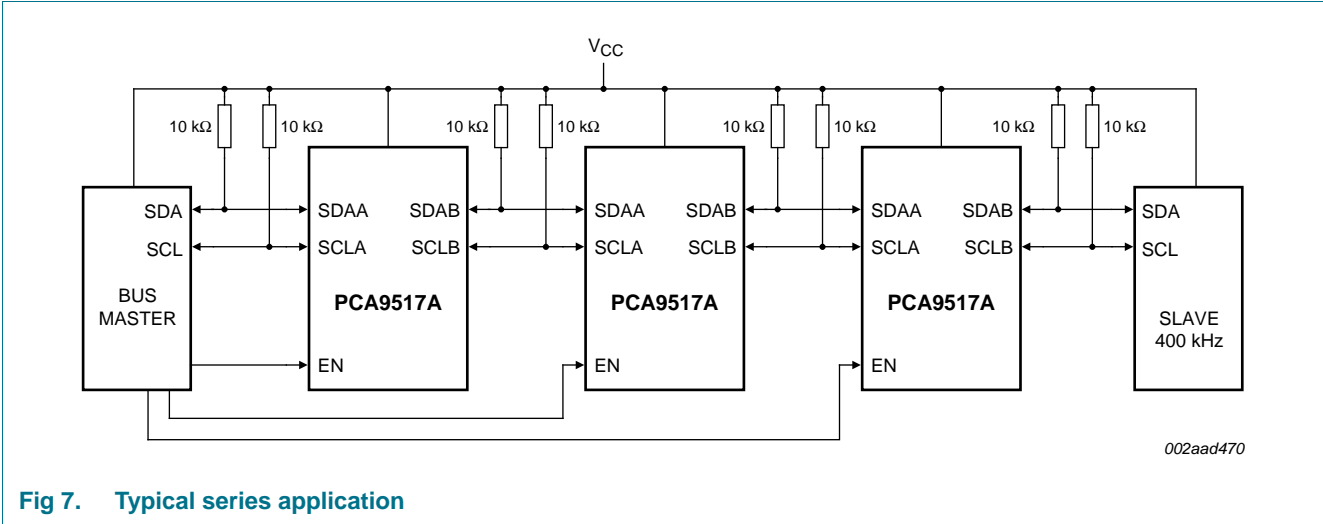 VCC
10 kΩ 10 kΩ 10 kΩ 10 kΩ 10 kΩ 10 kΩ 10 kΩ 10 kΩ
SDA SDAA SDAB SDAA SDAB SDAA SDAB SDA
SCL SCLA SCLB SCLA SCLB SCLA SCLB SCL
BUS
MASTER
PCA9517A PCA9517A PCA9517A
SLAVE
400 kHz
EN EN EN
002aad470
Fig 7. Typical series application